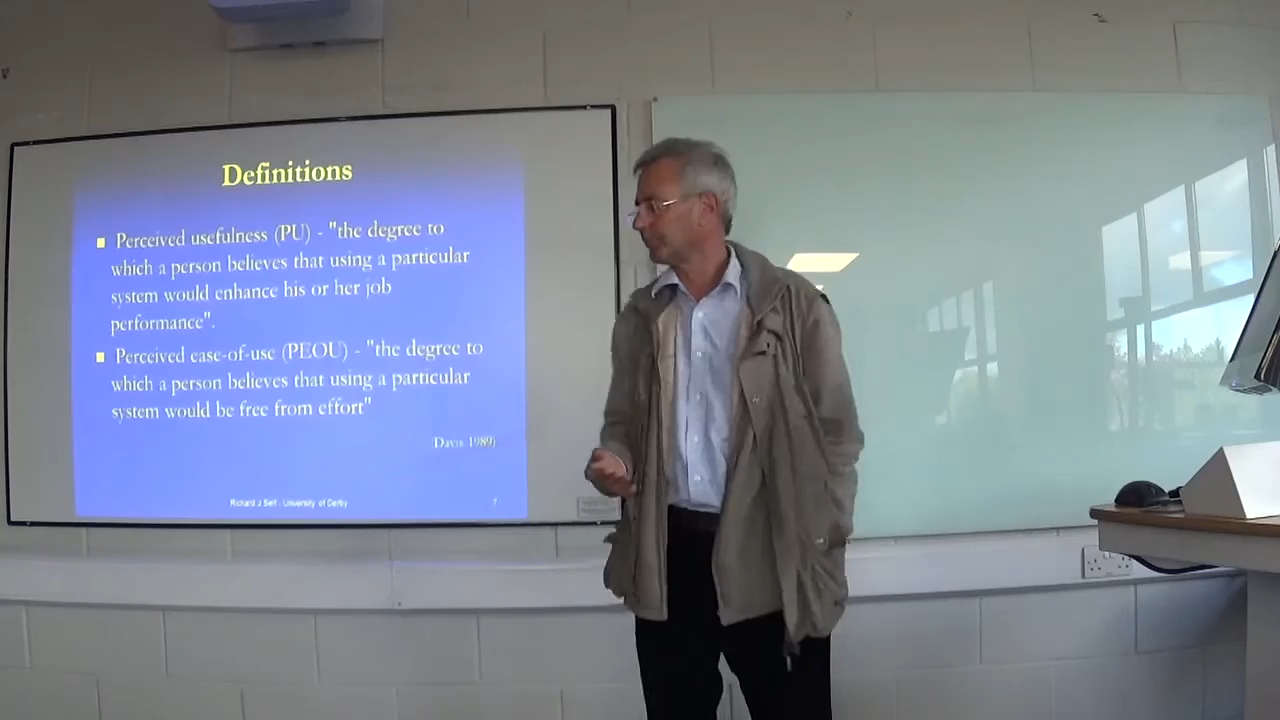 Definitions
Perceived usefulness (PU) - "the degree to
which a person believes that using a particular
system would enhance his or her job
performance".
Perceived ease-of-use (PEOU) - "the degree to
which a person believes that using a particular
system would be free from effort"
(Davis 1989)
Richard J Self - University of Derby
7